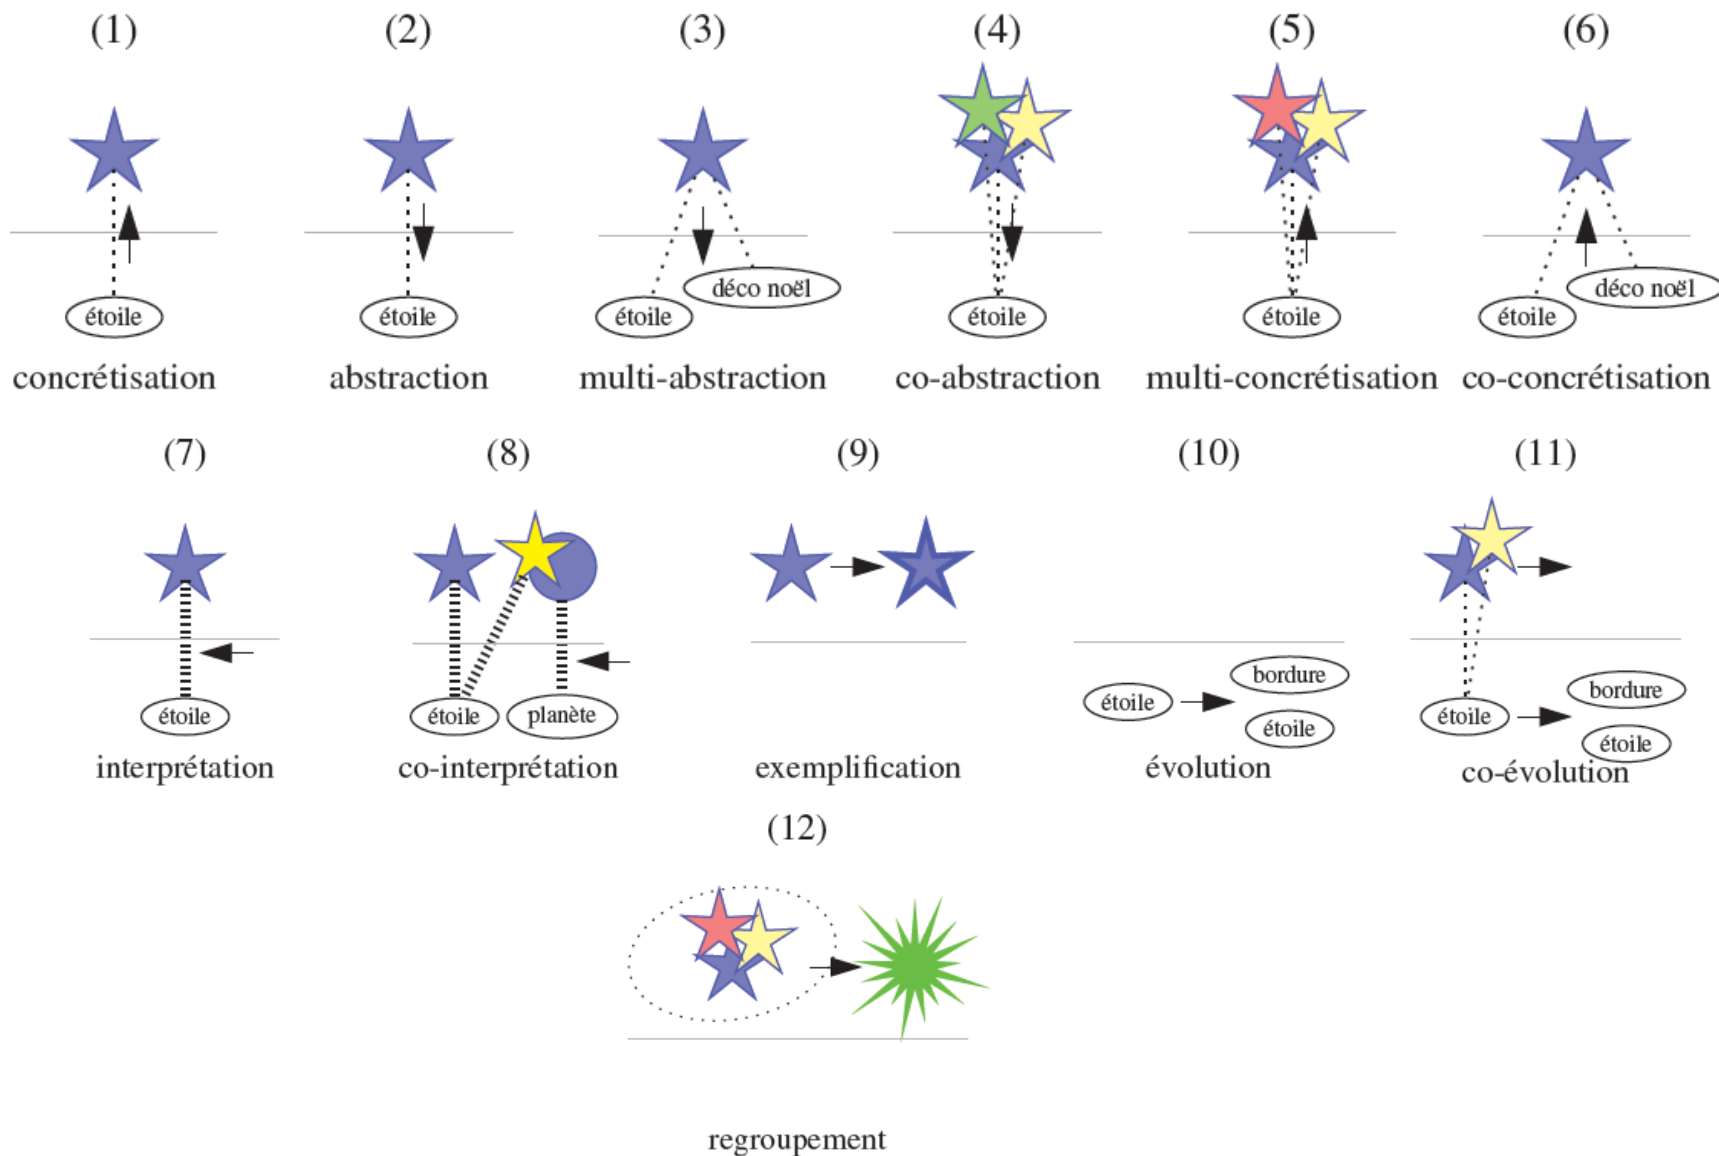 (1) (2) (3) (4) (5) (6)
déco noël déco noël
étoile étoile étoile étoile étoile étoile
concrétisation abstraction multi-abstraction co-abstraction multi-concrétisation co-concrétisation
(7) (8) (9) (10) (11)
bordure bordure
étoile étoile planète étoile étoile
étoile étoile
interprétation co-interprétation exemplification évolution co-évolution
(12)
regroupement